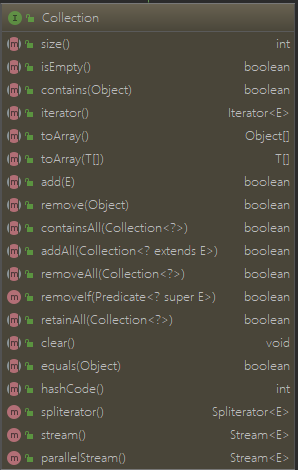 I Collection
m size() int
m isEmpty() boolean
m contains(Object) boolean
m iterator() Iterator<E>
m toArray() Object[]
m toArray(T[]) T[]
m add(E) boolean
m remove(Object) boolean
m containsAll(Collection<?>) boolean
m addAll(Collection<? extends E>) boolean
m removeAll(Collection<?>) boolean
m removeIf(Predicate<? super E>) boolean
m retainAll(Collection<?>) boolean
m clear() void
m equals(Object) boolean
m hashCode() int
m spliterator() Spliterator<E>
m stream() Stream<E>
m parallelStream() Stream<E>